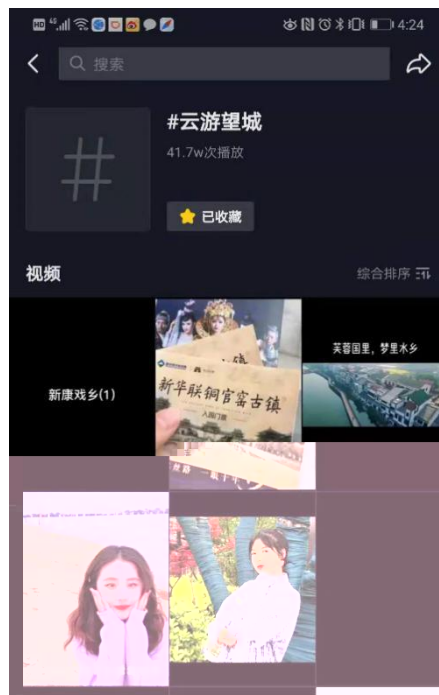 HD 4G 4:24
搜索
#云游望城
41.7w次播放
已收藏
视频
综合排序
新康戏乡(1)
新华联铜官窑古镇
入园门票
芙蓉国里，梦里水乡